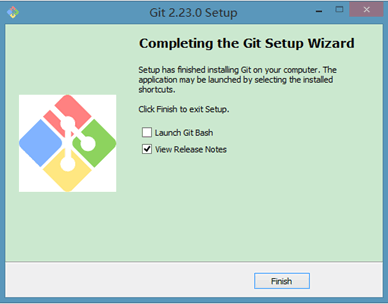 Git 2.23.0 Setup
Completing the Git Setup Wizard
Setup has finished installing Git on your computer. The
application may be launched by selecting the installed
shortcuts.
Click Finish to exit Setup.
Launch Git Bash
View Release Notes
Finish